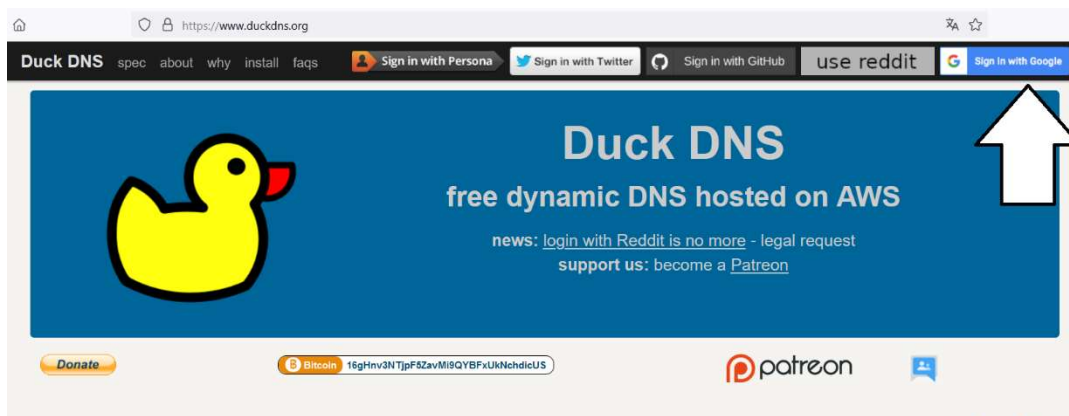 https://www.duckdns.org
Duck DNS spec about why install faqs Sign in with Persona Sign in with Twitter Sign in with GitHub use reddit G Sign in with Google
Duck DNS
free dynamic DNS hosted on AWS
news: login with Reddit is no more - legal request
support us: become a Patreon
Donate Bitcoin 16gHnv3NTjpF5ZavMi9QYBFxUkNchdicUS patreon